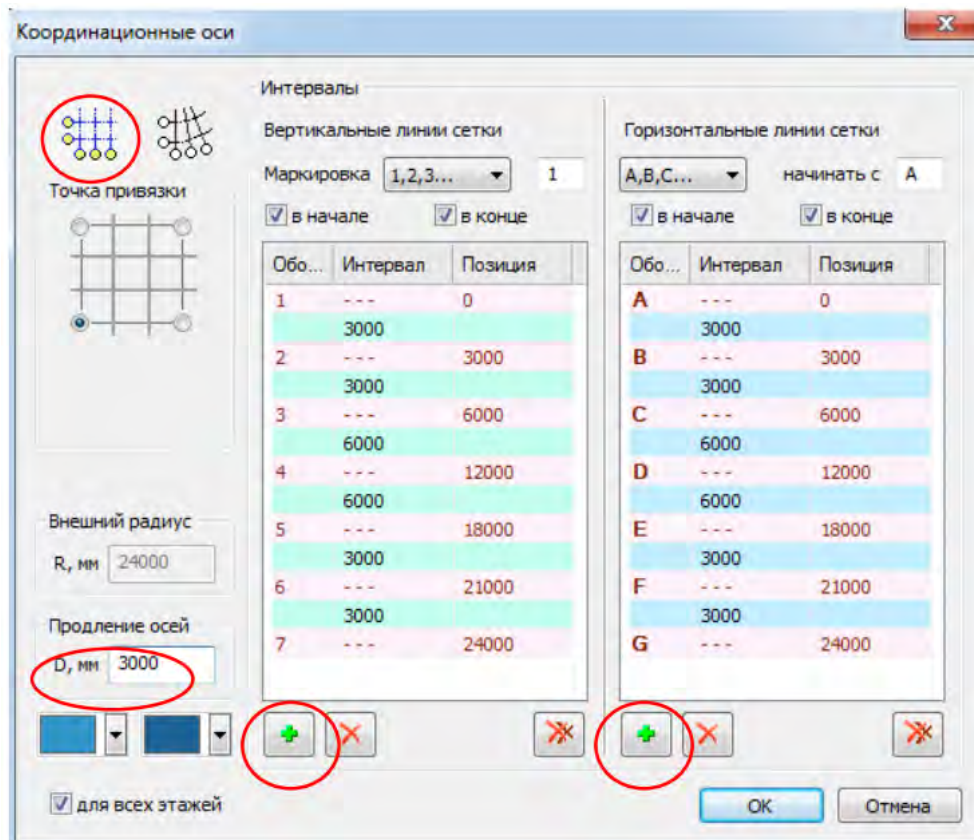 Координационные оси
Интервалы
Вертикальные линии сетки
Горизонтальные линии сетки
Маркировка 1,2,3... 1
A,B,C... начинать с A
Точка привязки
в начале в конце
в начале в конце
Обо... Интервал Позиция
1 --- 0
3000
2 --- 3000
3000
3 --- 6000
6000
4 --- 12000
6000
5 --- 18000
3000
6 --- 21000
3000
7 --- 24000
Обо... Интервал Позиция
A --- 0
3000
B --- 3000
3000
C --- 6000
6000
D --- 12000
6000
E --- 18000
3000
F --- 21000
3000
G --- 24000
Внешний радиус
R, мм 24000
Продление осей
D, мм 3000
для всех этажей
OK Отмена